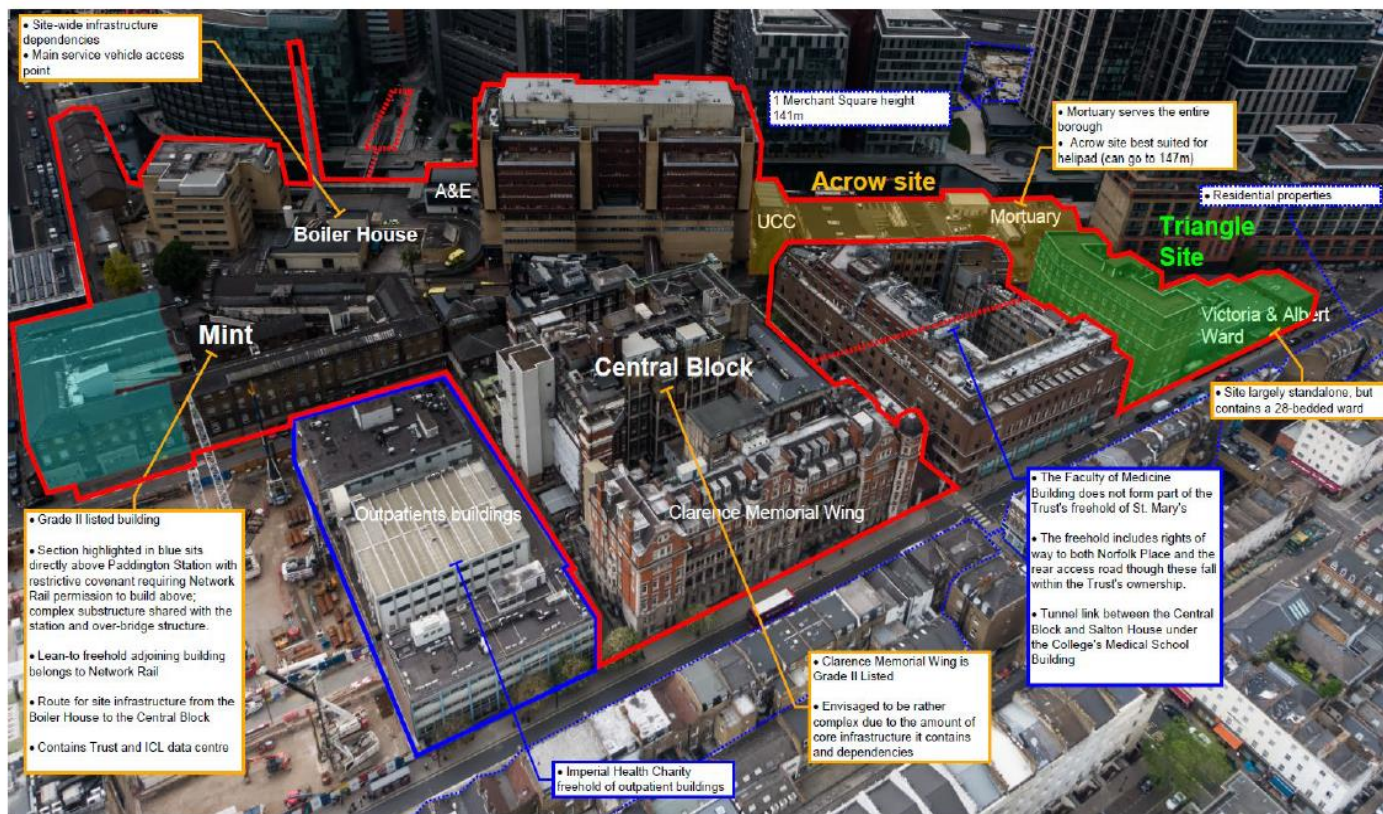 • Site-wide infrastructure
dependencies
• Main service vehicle access
point
1 Merchant Square height
141m
• Mortuary serves the entire
borough
• Acrow site best suited for
helipad (can go to 147m)
A&E
Acrow site
• Residential properties
UCC
Mortuary
Boiler House
Triangle
Site
Mint
Victoria & Albert
Ward
Central Block
• Site largely standalone, but
contains a 28-bedded ward
• Grade II listed building
• Section highlighted in blue sits
directly above Paddington Station with
restrictive covenant requiring Network
Rail permission to build above;
complex substructure shared with the
station and over-bridge structure.
• Lean-to freehold adjoining building
belongs to Network Rail
• Route for site infrastructure from the
Boiler House to the Central Block
• Contains Trust and ICL data centre
Outpatients buildings
Clarence Memorial Wing
• The Faculty of Medicine
Building does not form part of the
Trust's freehold of St. Mary's
• The freehold includes rights of
way to both Norfolk Place and the
rear access road though these fall
within the Trust's ownership.
• Tunnel link between the Central
Block and Salton House under
the College's Medical School
Building
• Clarence Memorial Wing is
Grade II Listed
• Envisaged to be rather
complex due to the amount of
core infrastructure it contains
and dependencies
• Imperial Health Charity
freehold of outpatient buildings